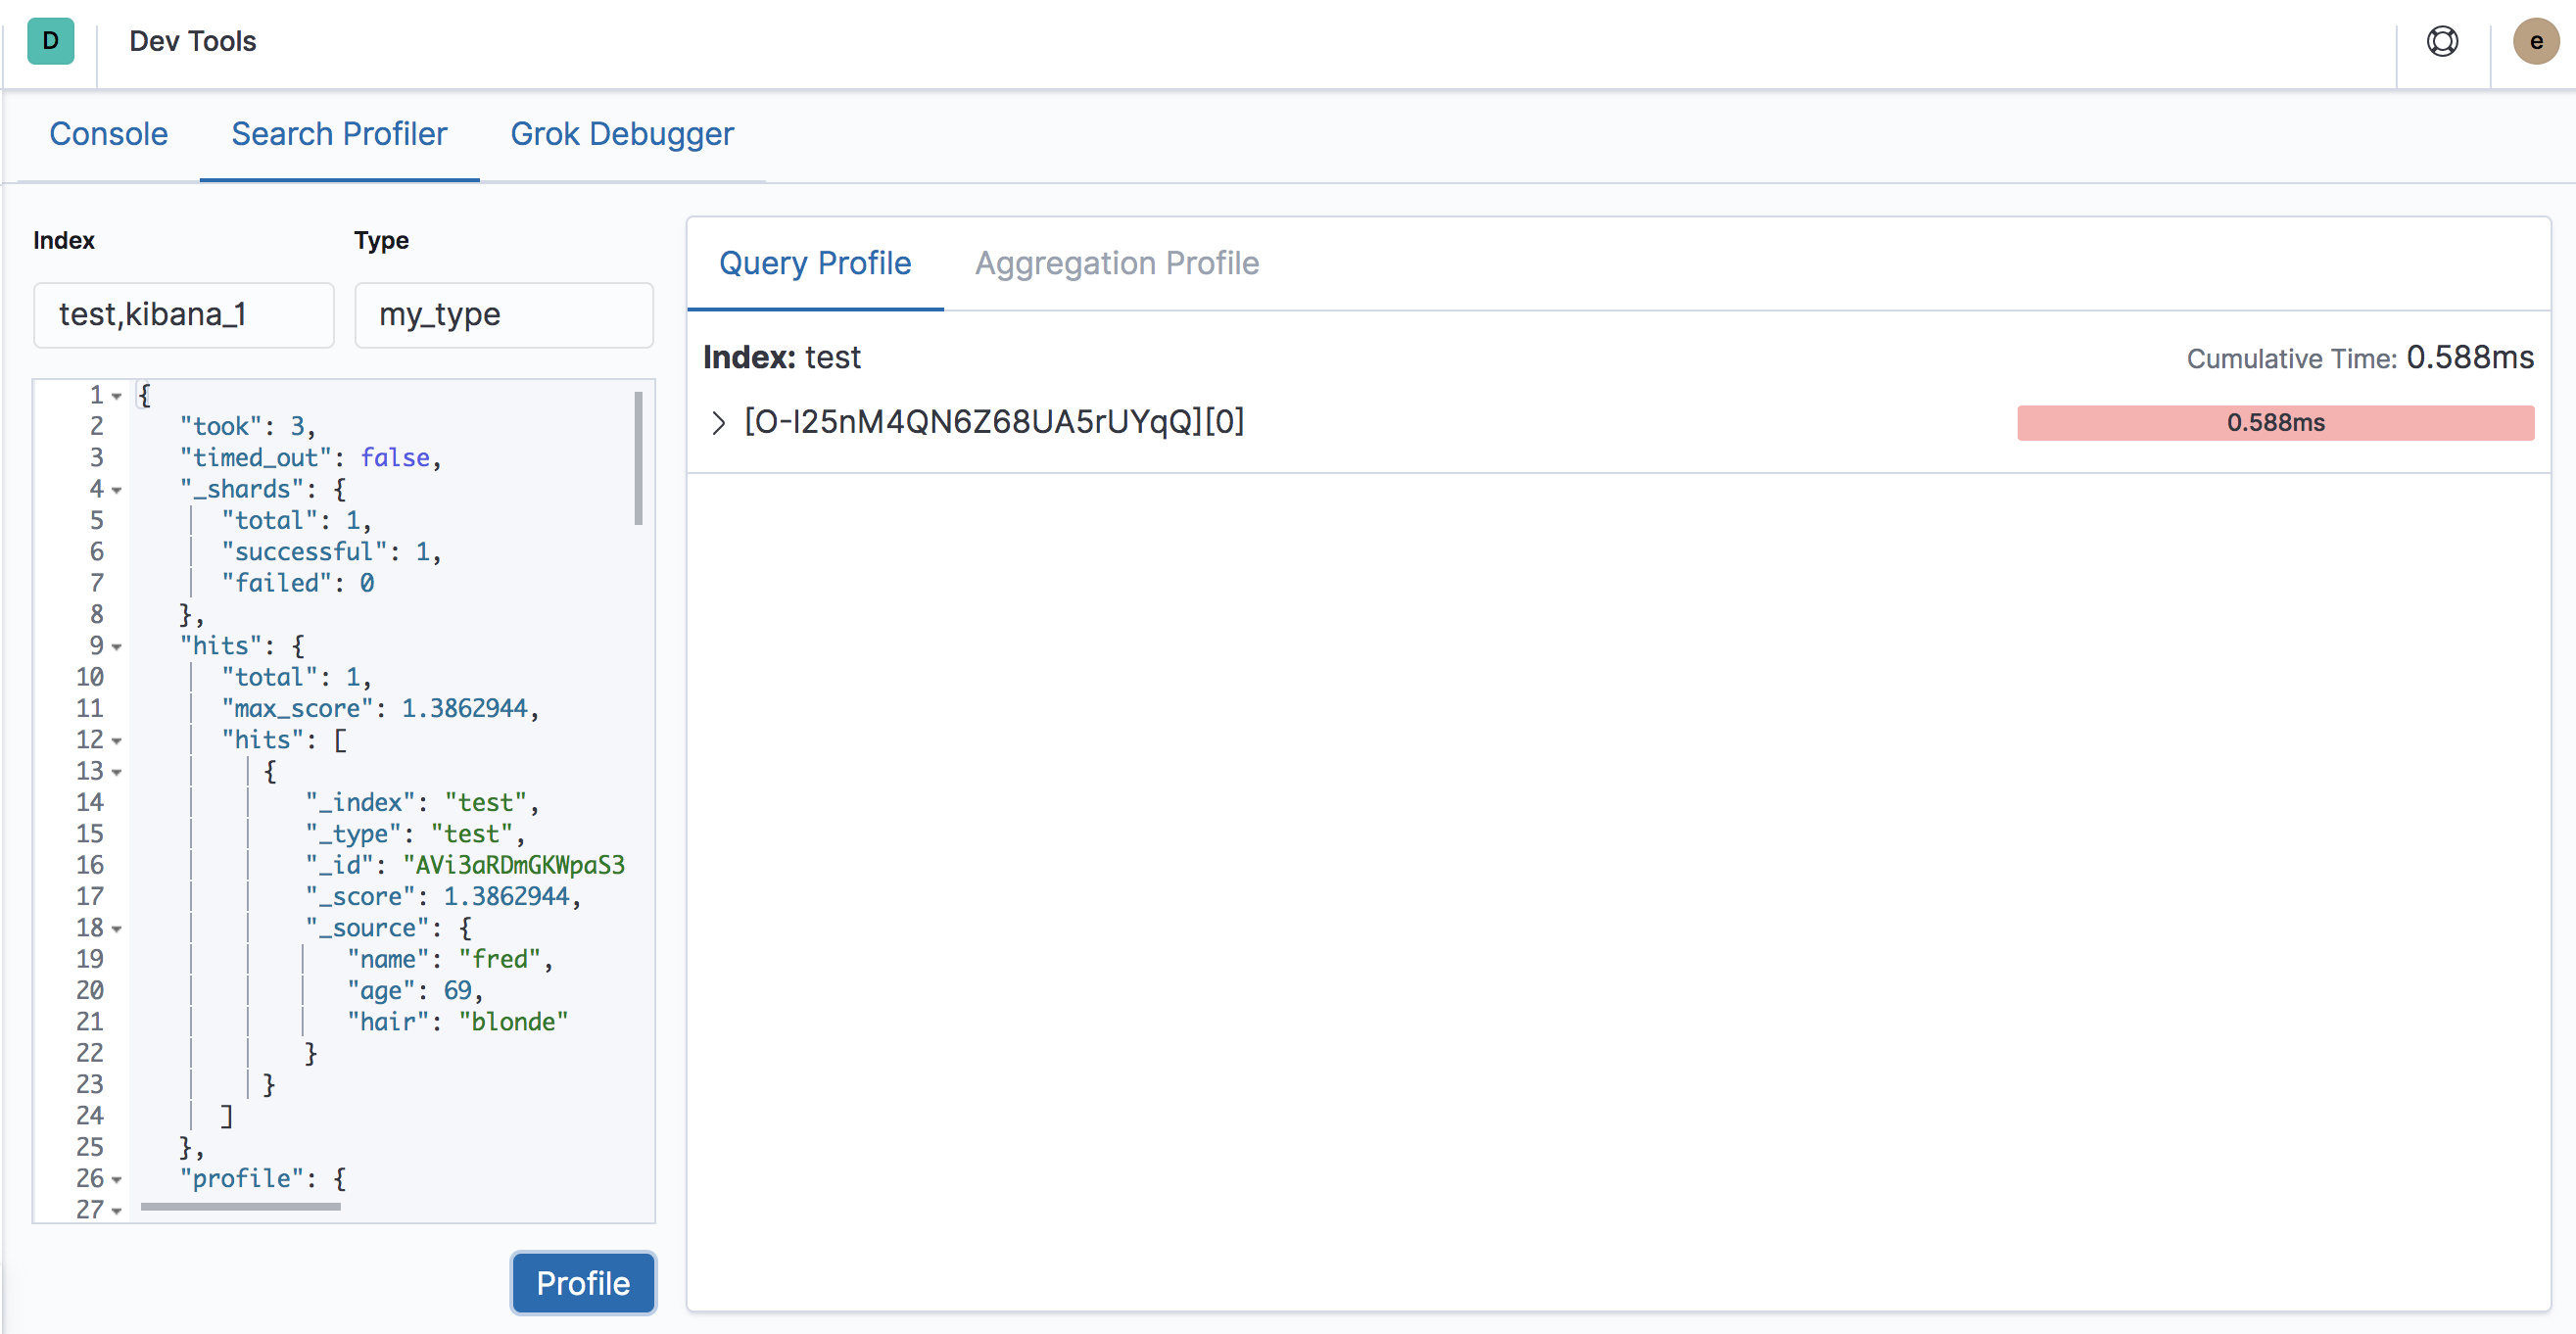 D Dev Tools e
Console Search Profiler Grok Debugger
Index Type
test,kibana_1 my_type
1 {
2 "took": 3,
3 "timed_out": false,
4 "_shards": {
5 "total": 1,
6 "successful": 1,
7 "failed": 0
8 },
9 "hits": {
10 "total": 1,
11 "max_score": 1.3862944,
12 "hits": [
13 {
14 "_index": "test",
15 "_type": "test",
16 "_id": "AVi3aRDmGKWpaS3
17 "_score": 1.3862944,
18 "_source": {
19 "name": "fred",
20 "age": 69,
21 "hair": "blonde"
22 }
23 }
24 ]
25 },
26 "profile": {
27
Profile
Query Profile Aggregation Profile
Index: test Cumulative Time: 0.588ms
[O-l25nM4QN6Z68UA5rUYqQ][0] 0.588ms